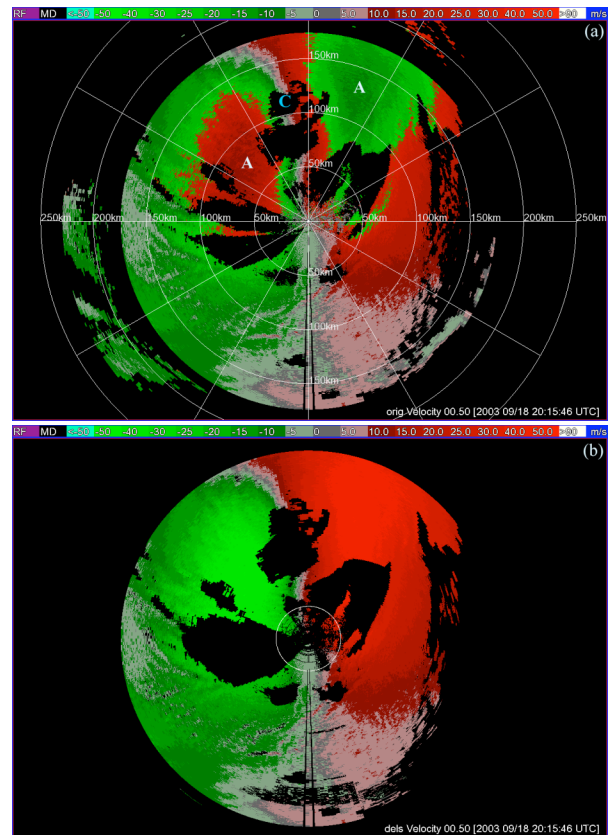 RF MD <-50 -50 -40 -30 -25 -20 -15 -10 -5 0 5.0 10.0 15.0 20.0 25.0 30.0 40.0 50.0 >90 m/s
(a)
150km
A
C
100km
A
50km
250km 200km 150km 100km 50km 50km 100km 150km 200km 250km
50km
100km
150km
orig.Velocity 00.50 [2003 09/18 20:15:46 UTC]
RF MD <-50 -50 -40 -30 -25 -20 -15 -10 -5 0 5.0 10.0 15.0 20.0 25.0 30.0 40.0 50.0 >90 m/s
(b)
dels Velocity 00.50 [2003 09/18 20:15:46 UTC]